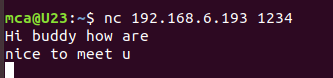 mca@U23:~$ nc 192.168.6.193 1234
Hi buddy how are
nice to meet u